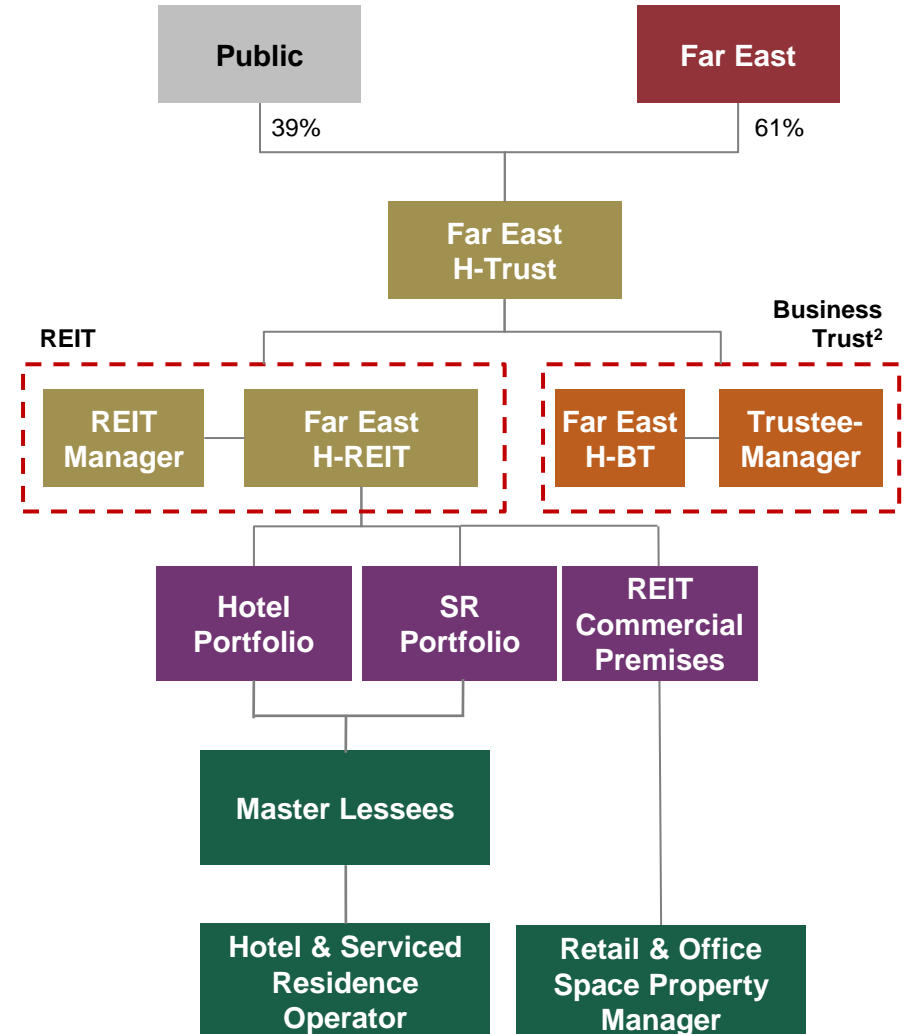 Public
Far East
39%
61%
Far East
H-Trust
REIT
Business
Trust²
REIT
Manager
Far East
H-REIT
Far East
H-BT
Trustee-
Manager
Hotel
Portfolio
SR
Portfolio
REIT
Commercial
Premises
Master Lessees
Hotel & Serviced
Residence
Operator
Retail & Office
Space Property
Manager